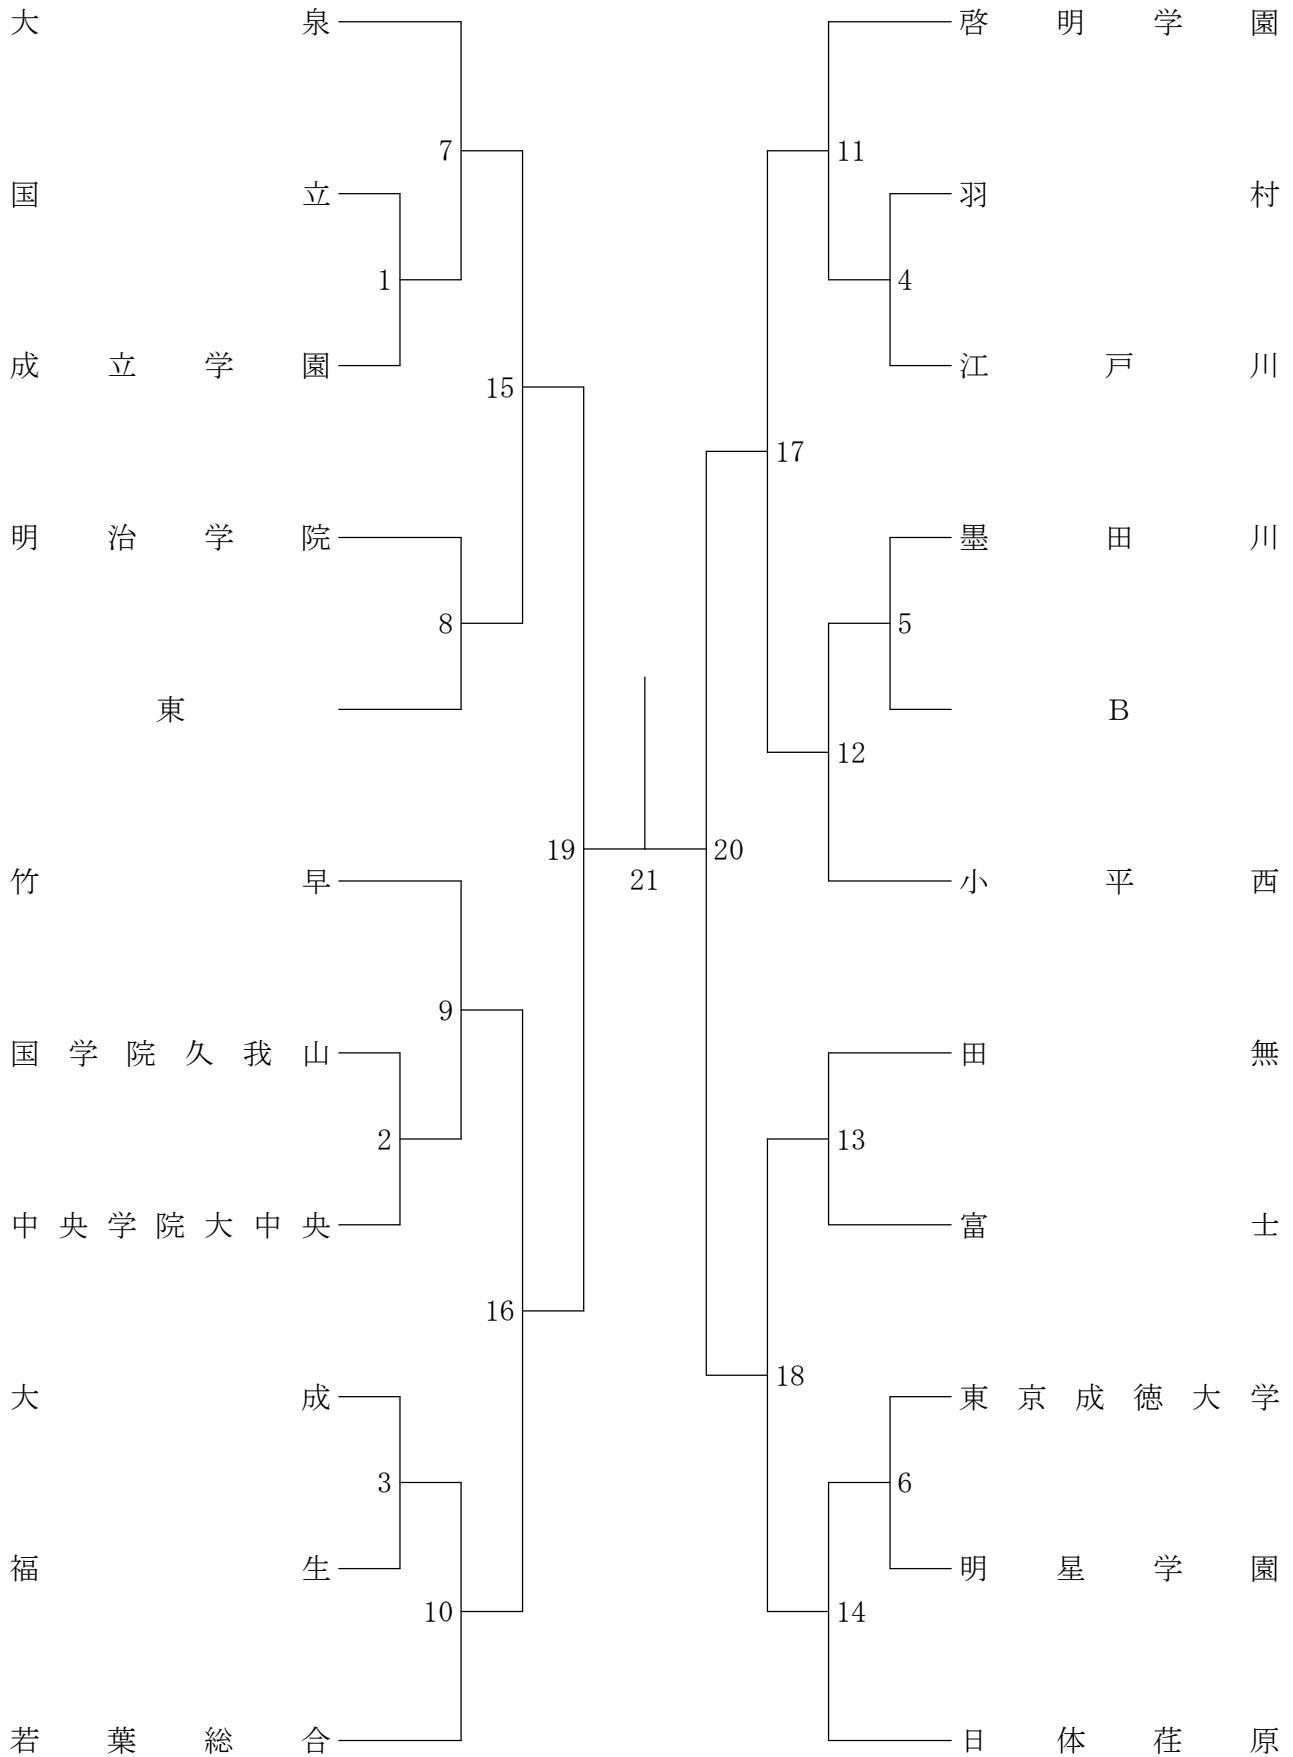 大泉
啓明学園
7
11
国立
羽村
1
4
成立学園
江戸川
15
17
明治学院
墨田川
8
5
東
B
12
19
20
21
竹早
小平西
9
国学院久我山
田無
2
13
中央学院大中央
富士
16
18
大成
東京成徳大学
3
6
福生
明星学園
10
14
若葉総合
日体荏原